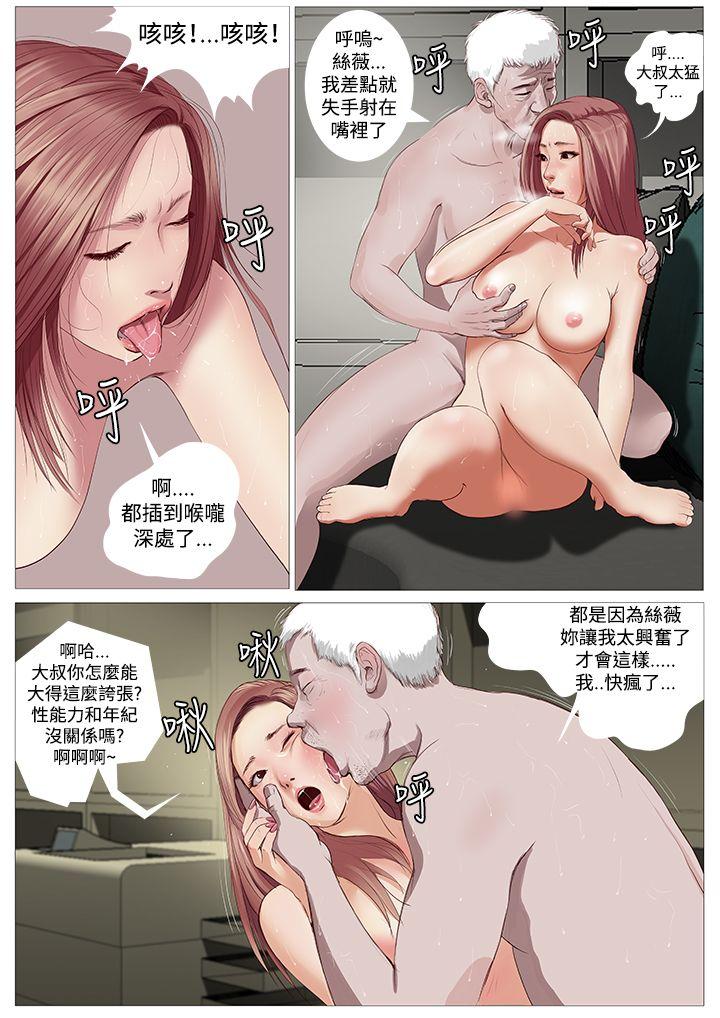 咳咳!...咳咳!
呼
呼
啊....
都插到喉嚨
深處了...
呼嗚~
絲薇...
我差點就
失手射在
嘴裡了
呼
呼
呼....
大叔太猛
了...
呼
呼
都是因為絲薇
妳讓我太興奮了
才會這樣.....
我..快瘋了...
啾
啾
呼
啊哈...
大叔你怎麼能
大得這麼誇張?
性能力和年紀
沒關係嗎?
啊啊啊~